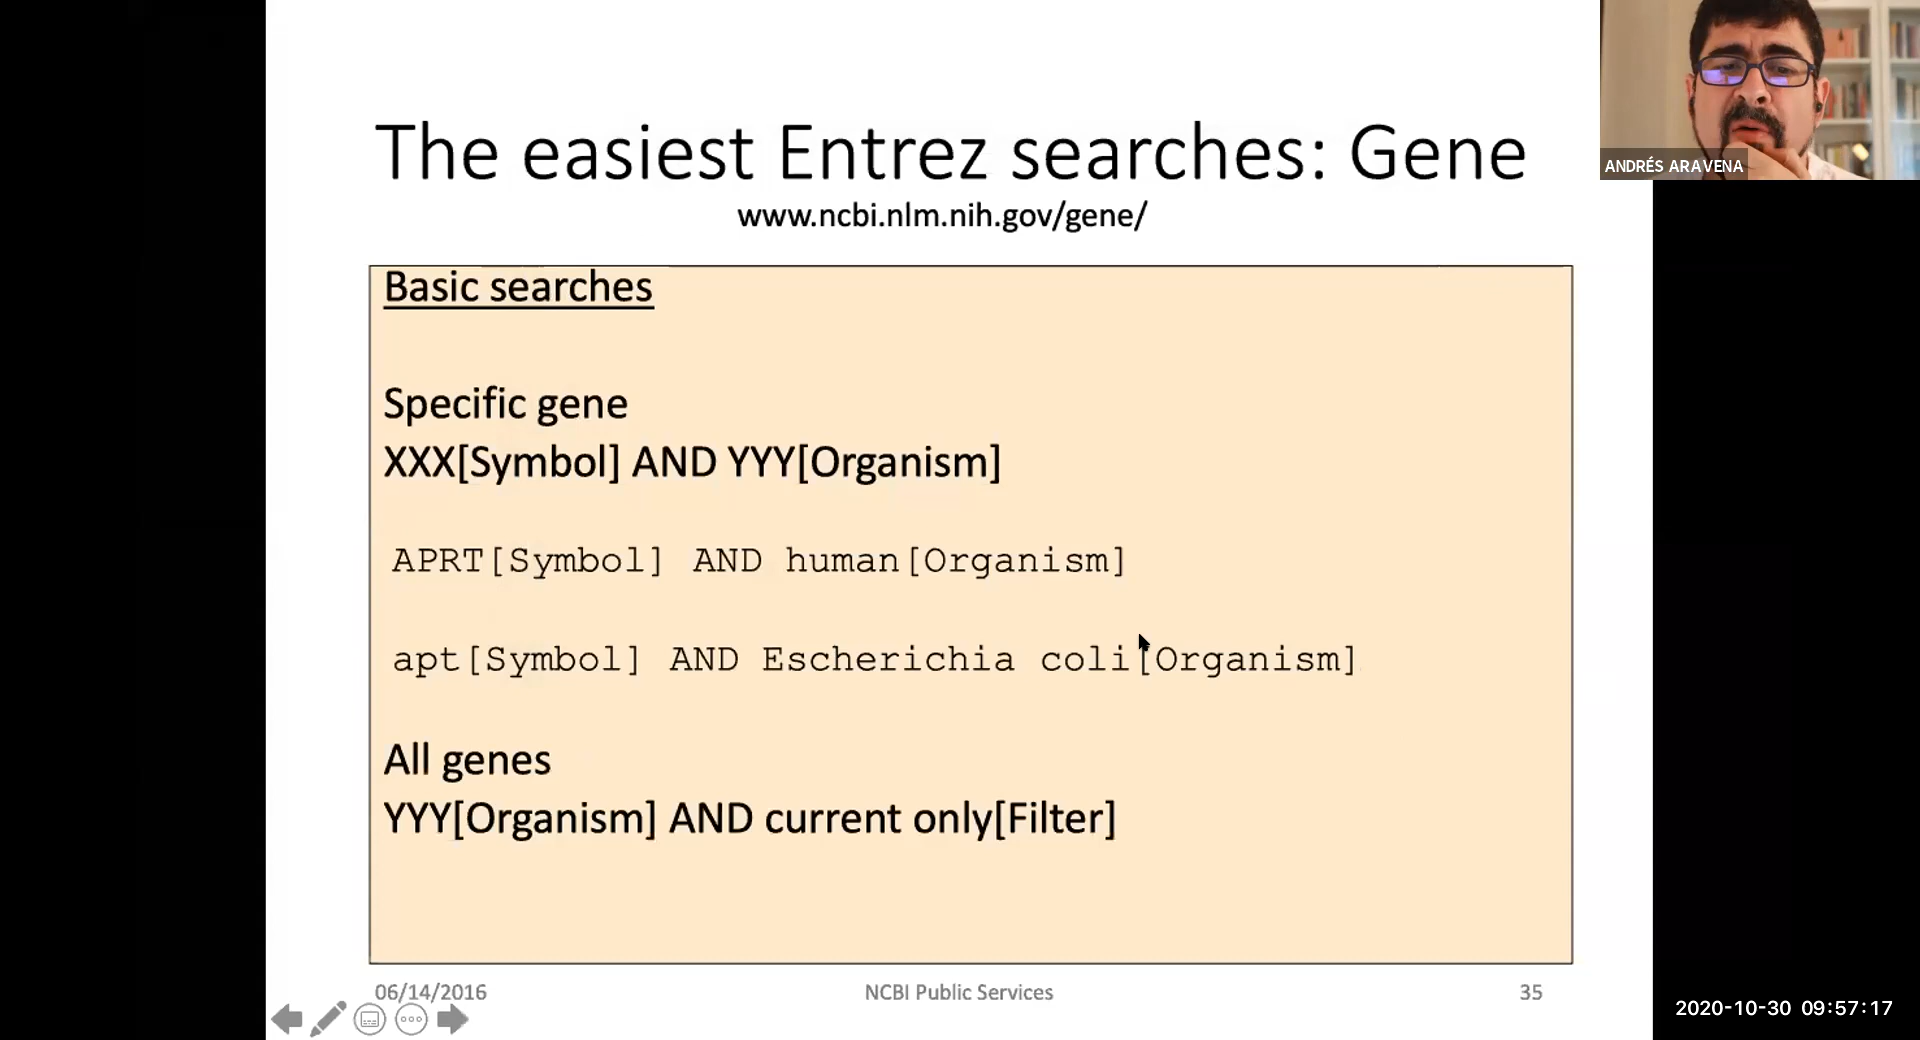 The easiest Entrez searches: Gene
www.ncbi.nlm.nih.gov/gene/
ANDRÉS ARAVENA
Basic searches
Specific gene
XXX[Symbol] AND YYY[Organism]
APRT[Symbol] AND human[Organism]
apt[Symbol] AND Escherichia coli[Organism]
All genes
YYY[Organism] AND current only[Filter]
06/14/2016
NCBI Public Services
35
2020-10-30 09:57:17